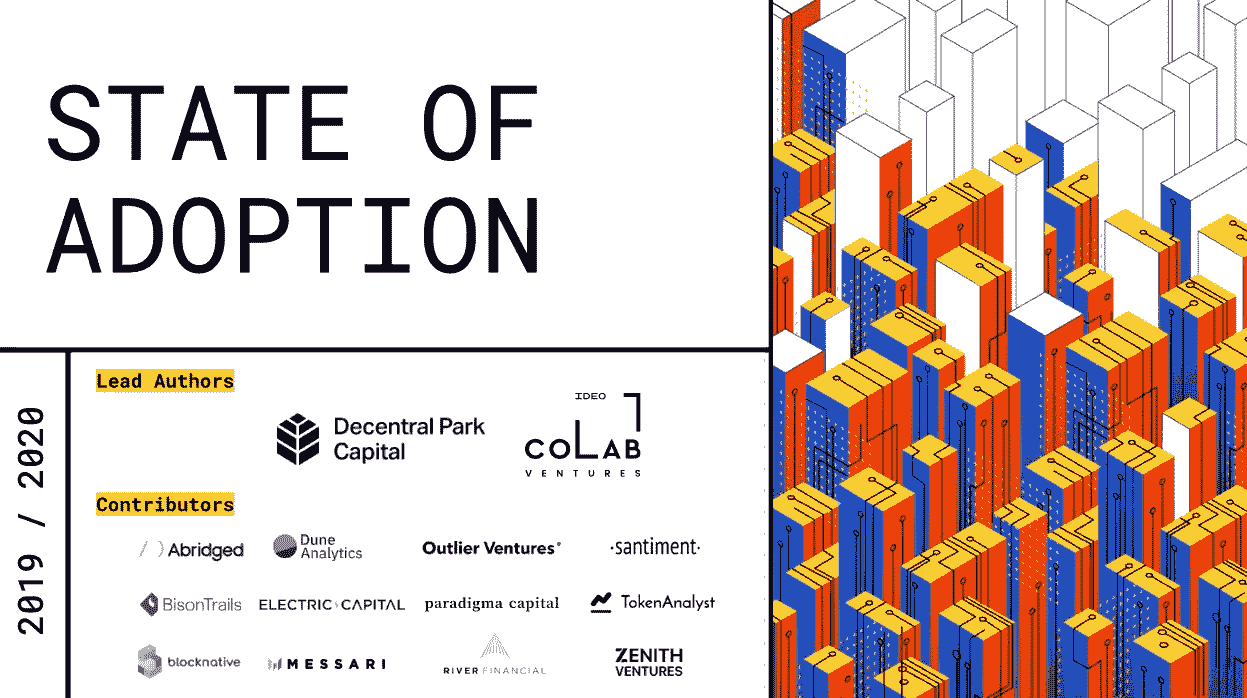 STATE OF
ADOPTION
2019 / 2020
Lead Authors
Decentral Park
Capital
IDEO
COLAB
VENTURES
Contributors
Abridged
Dune
Analytics
Outlier Ventures°
·santiment·
BisonTrails
ELECTRIC CAPITAL
paradigma capital
TokenAnalyst
blocknative
MESSARI
RIVER FINANCIAL
ZENITH
VENTURES